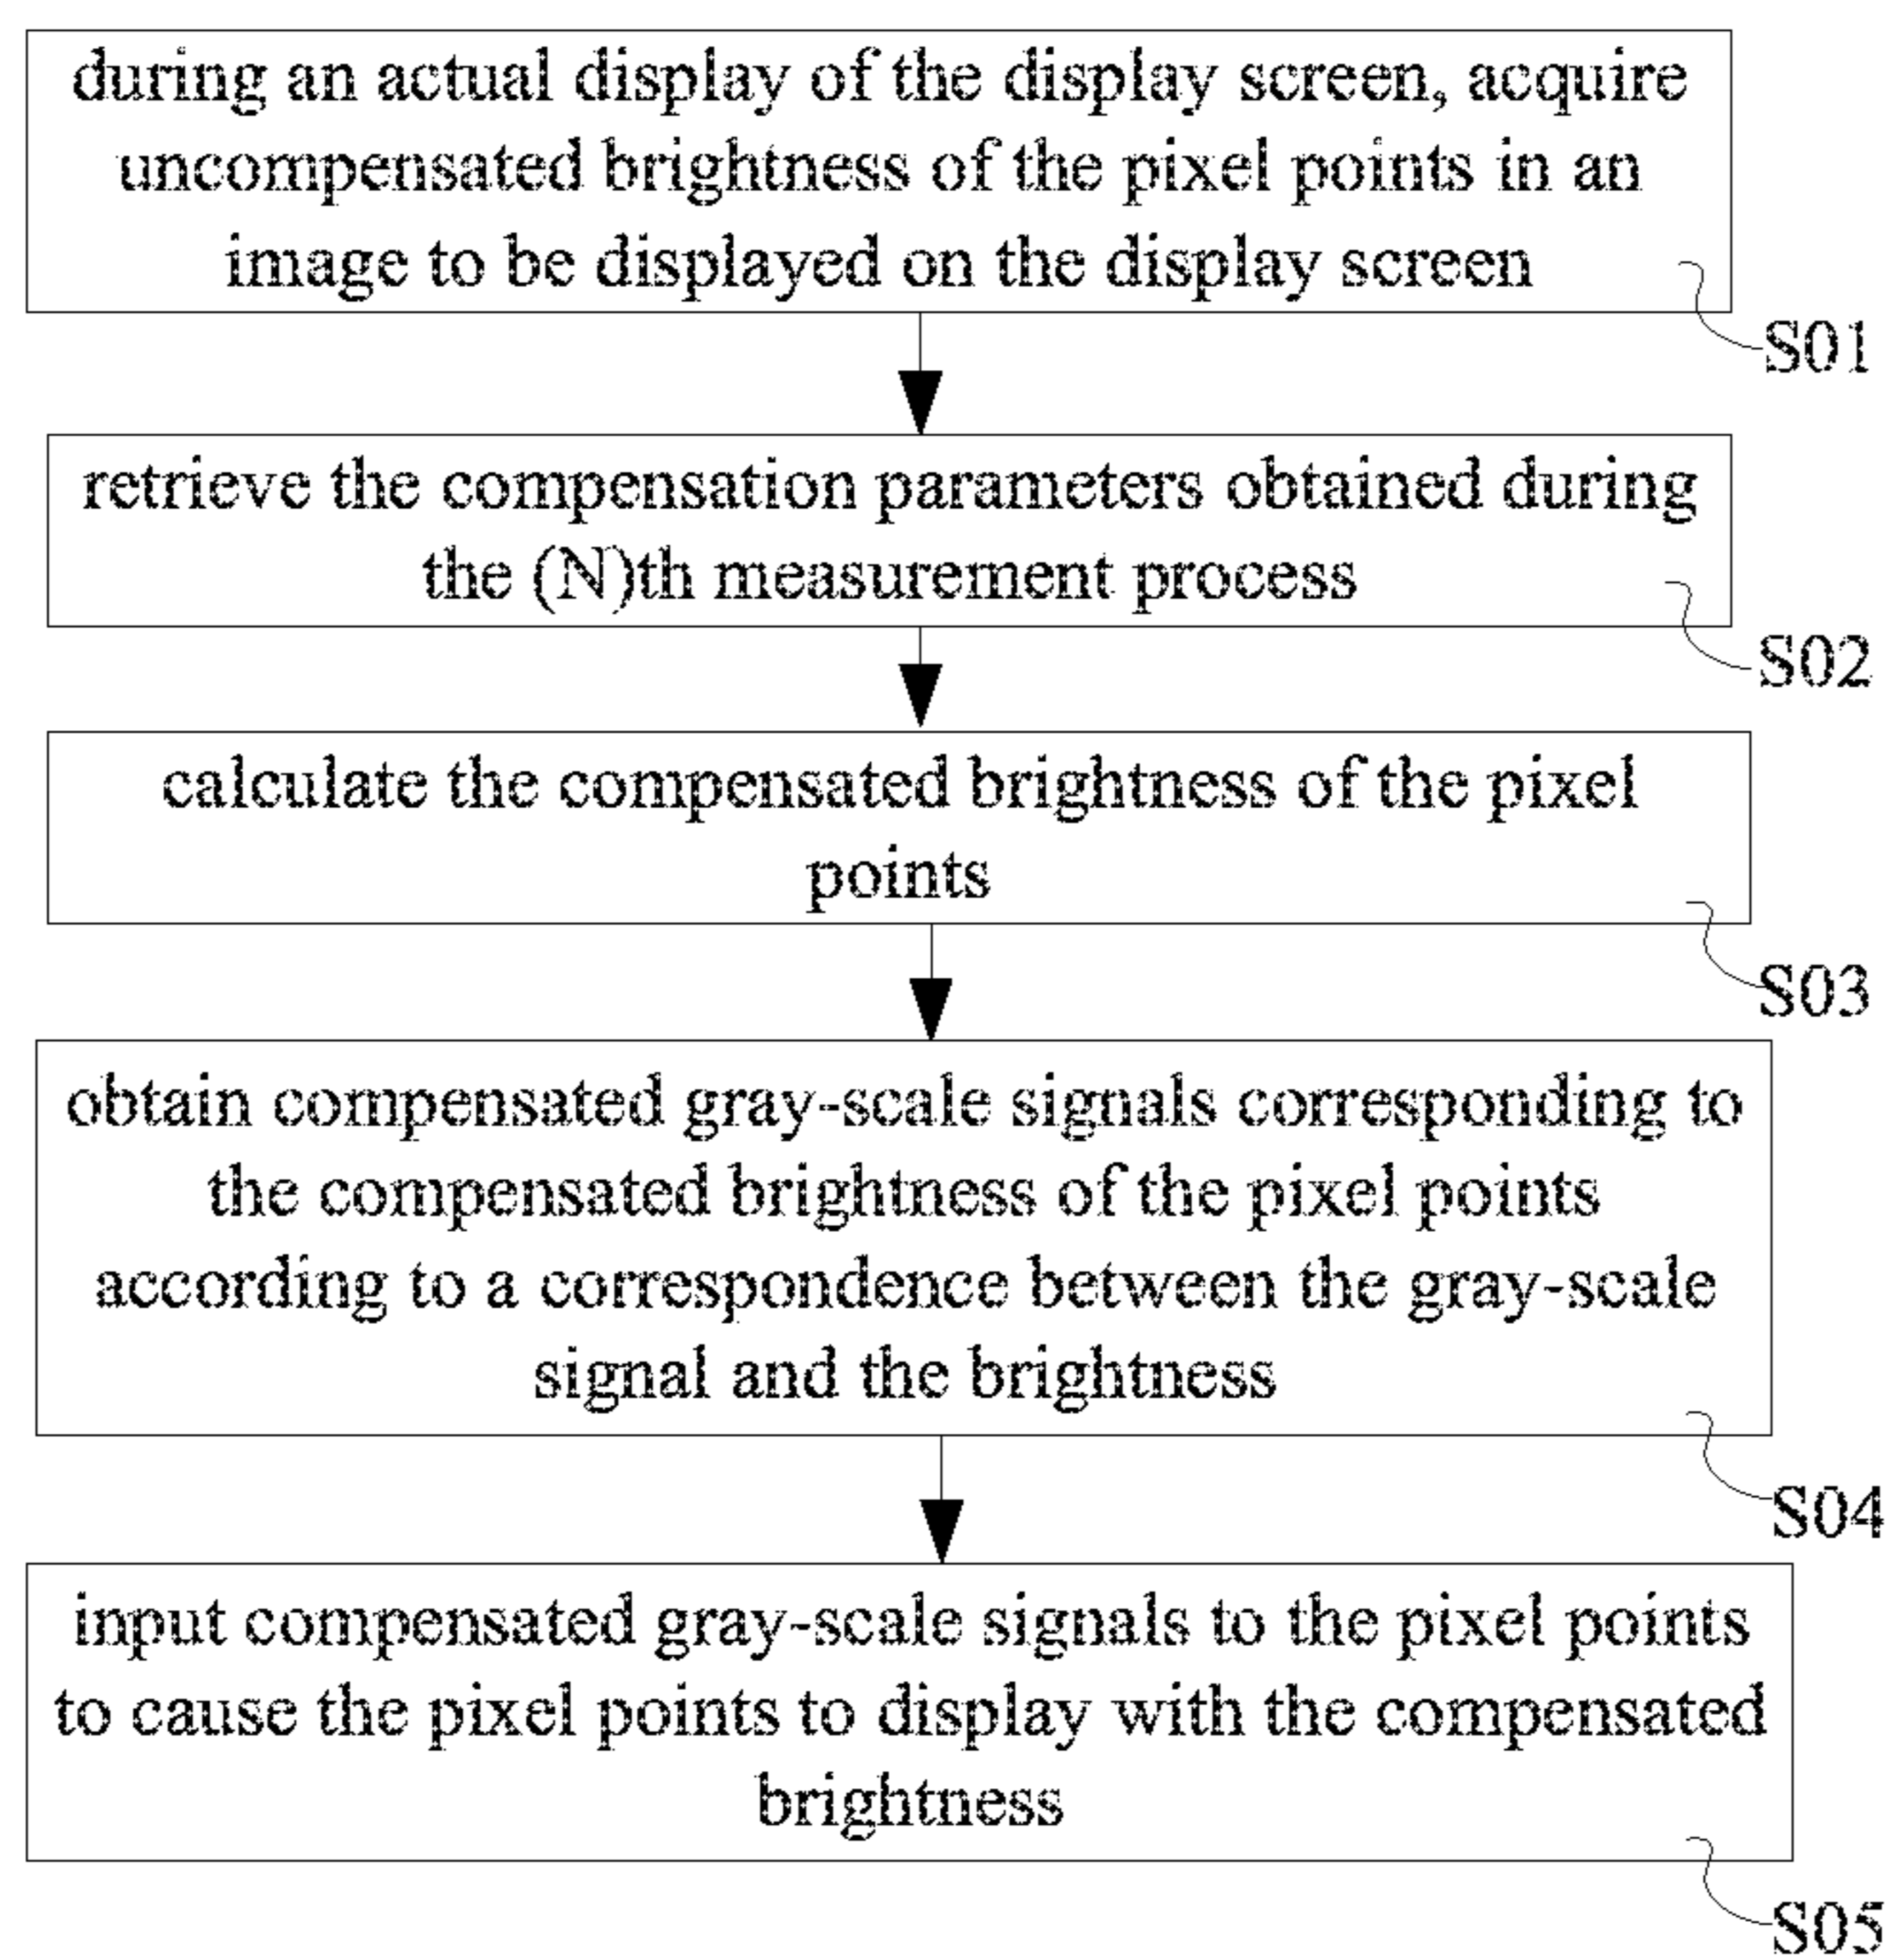 during an actual display of the display screen, acquire
uncompensated brightness of the pixel points in an
image to be displayed on the display screen
S01
retrieve the compensation parameters obtained during
the (N)th measurement process
S02
calculate the compensated brightness of the pixel
points
S03
obtain compensated gray-scale signals corresponding to
the compensated brightness of the pixel points
according to a correspondence between the gray-scale
signal and the brightness
S04
input compensated gray-scale signals to the pixel points
to cause the pixel points to display with the compensated
brightness
S05